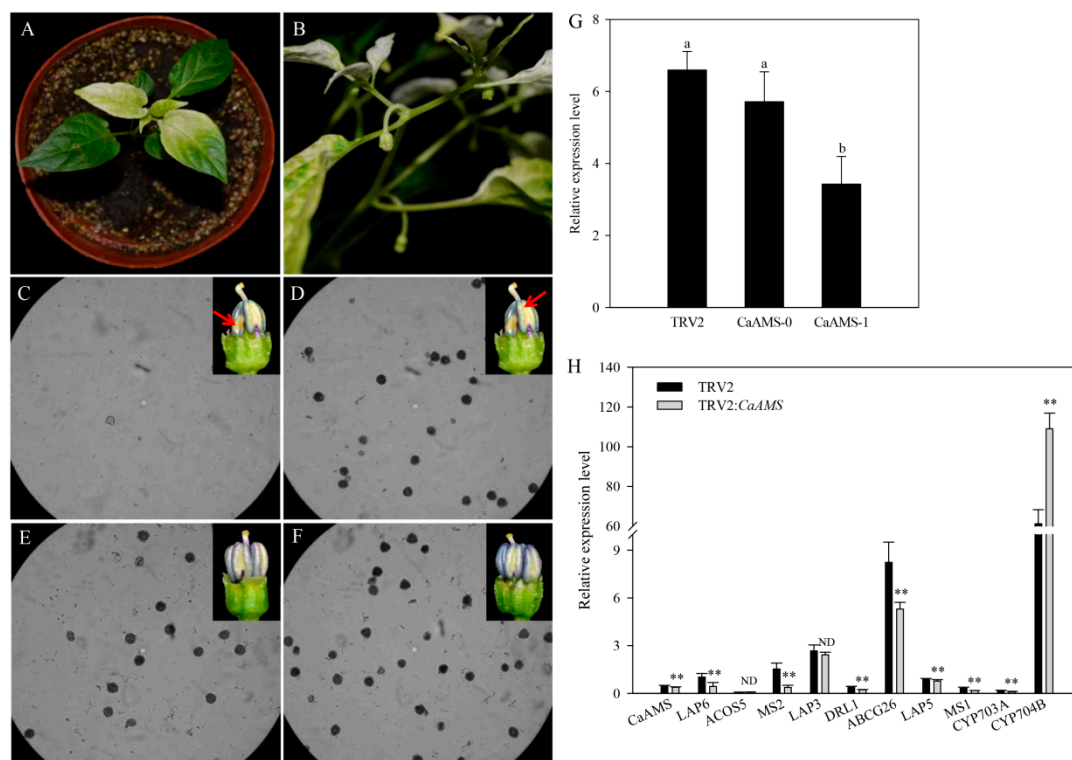 A
B
C
D
E
F
G
Relative expression level
8
6
4
2
0
a
a
b
TRV2
CaAMS-0
CaAMS-1
H
Relative expression level
140
120
100
80
60
9
6
3
0
TRV2
TRV2:CaAMS
**
**
ND
**
ND
**
**
**
**
**
**
CaAMS
LAP6
ACOS5
MS2
LAP3
DRL1
ABCG26
LAP5
MS1
CYP703A
CYP704B